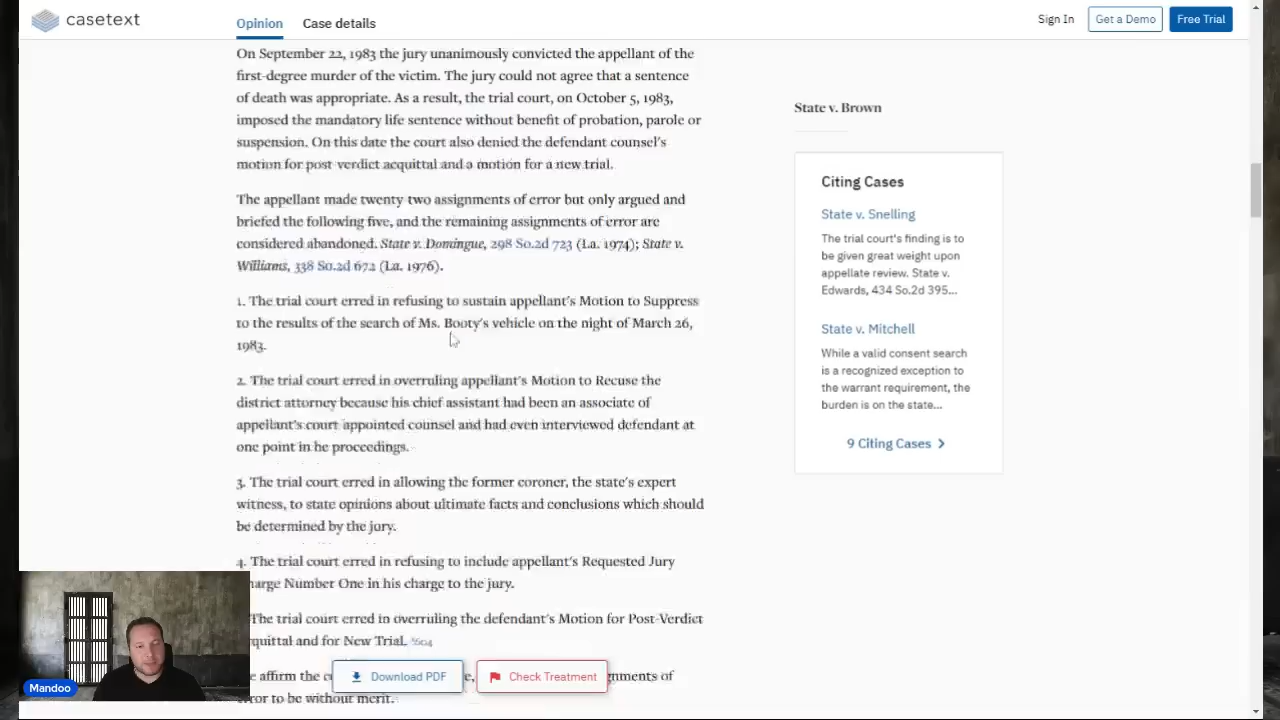 casetext
Opinion
Case details
Sign In
Get a Demo
Free Trial
On September 22, 1983 the jury unanimously convicted the appellant of the
first-degree murder of the victim. The jury could not agree that a sentence
of death was appropriate. As a result, the trial court, on October 5, 1983,
imposed the mandatory life sentence without benefit of probation, parole or
suspension. On this date the court also denied the defendant counsel's
motion for post verdict acquittal and a motion for a new trial.
The appellant made twenty two assignments of error but only argued and
briefed the following five, and the remaining assignments of error are
considered abandoned. State v. Domingue, 298 So.2d 723 (La. 1974); State v.
Williams, 338 So.2d 672 (La. 1976).
1. The trial court erred in refusing to sustain appellant's Motion to Suppress
to the results of the search of Ms. Booty's vehicle on the night of March 26,
1983.
2. The trial court erred in overruling appellant's Motion to Recuse the
district attorney because his chief assistant had been an associate of
appellant's court appointed counsel and had even interviewed defendant at
one point in he proceedings.
3. The trial court erred in allowing the former coroner, the state's expert
witness, to state opinions about ultimate facts and conclusions which should
be determined by the jury.
4. The trial court erred in refusing to include appellant's Requested Jury
harge Number One in his charge to the jury.
The trial court erred in overruling the defendant's Motion for Post-Verdict
quittal and for New Trial. *604
e affirm the c e, gnments of
ror to be without merit.
Download PDF
Check Treatment
State v. Brown
Citing Cases
State v. Snelling
The trial court's finding is to
be given great weight upon
appellate review. State v.
Edwards, 434 So.2d 395...
State v. Mitchell
While a valid consent search
is a recognized exception to
the warrant requirement, the
burden is on the state...
9 Citing Cases >
Mandoo